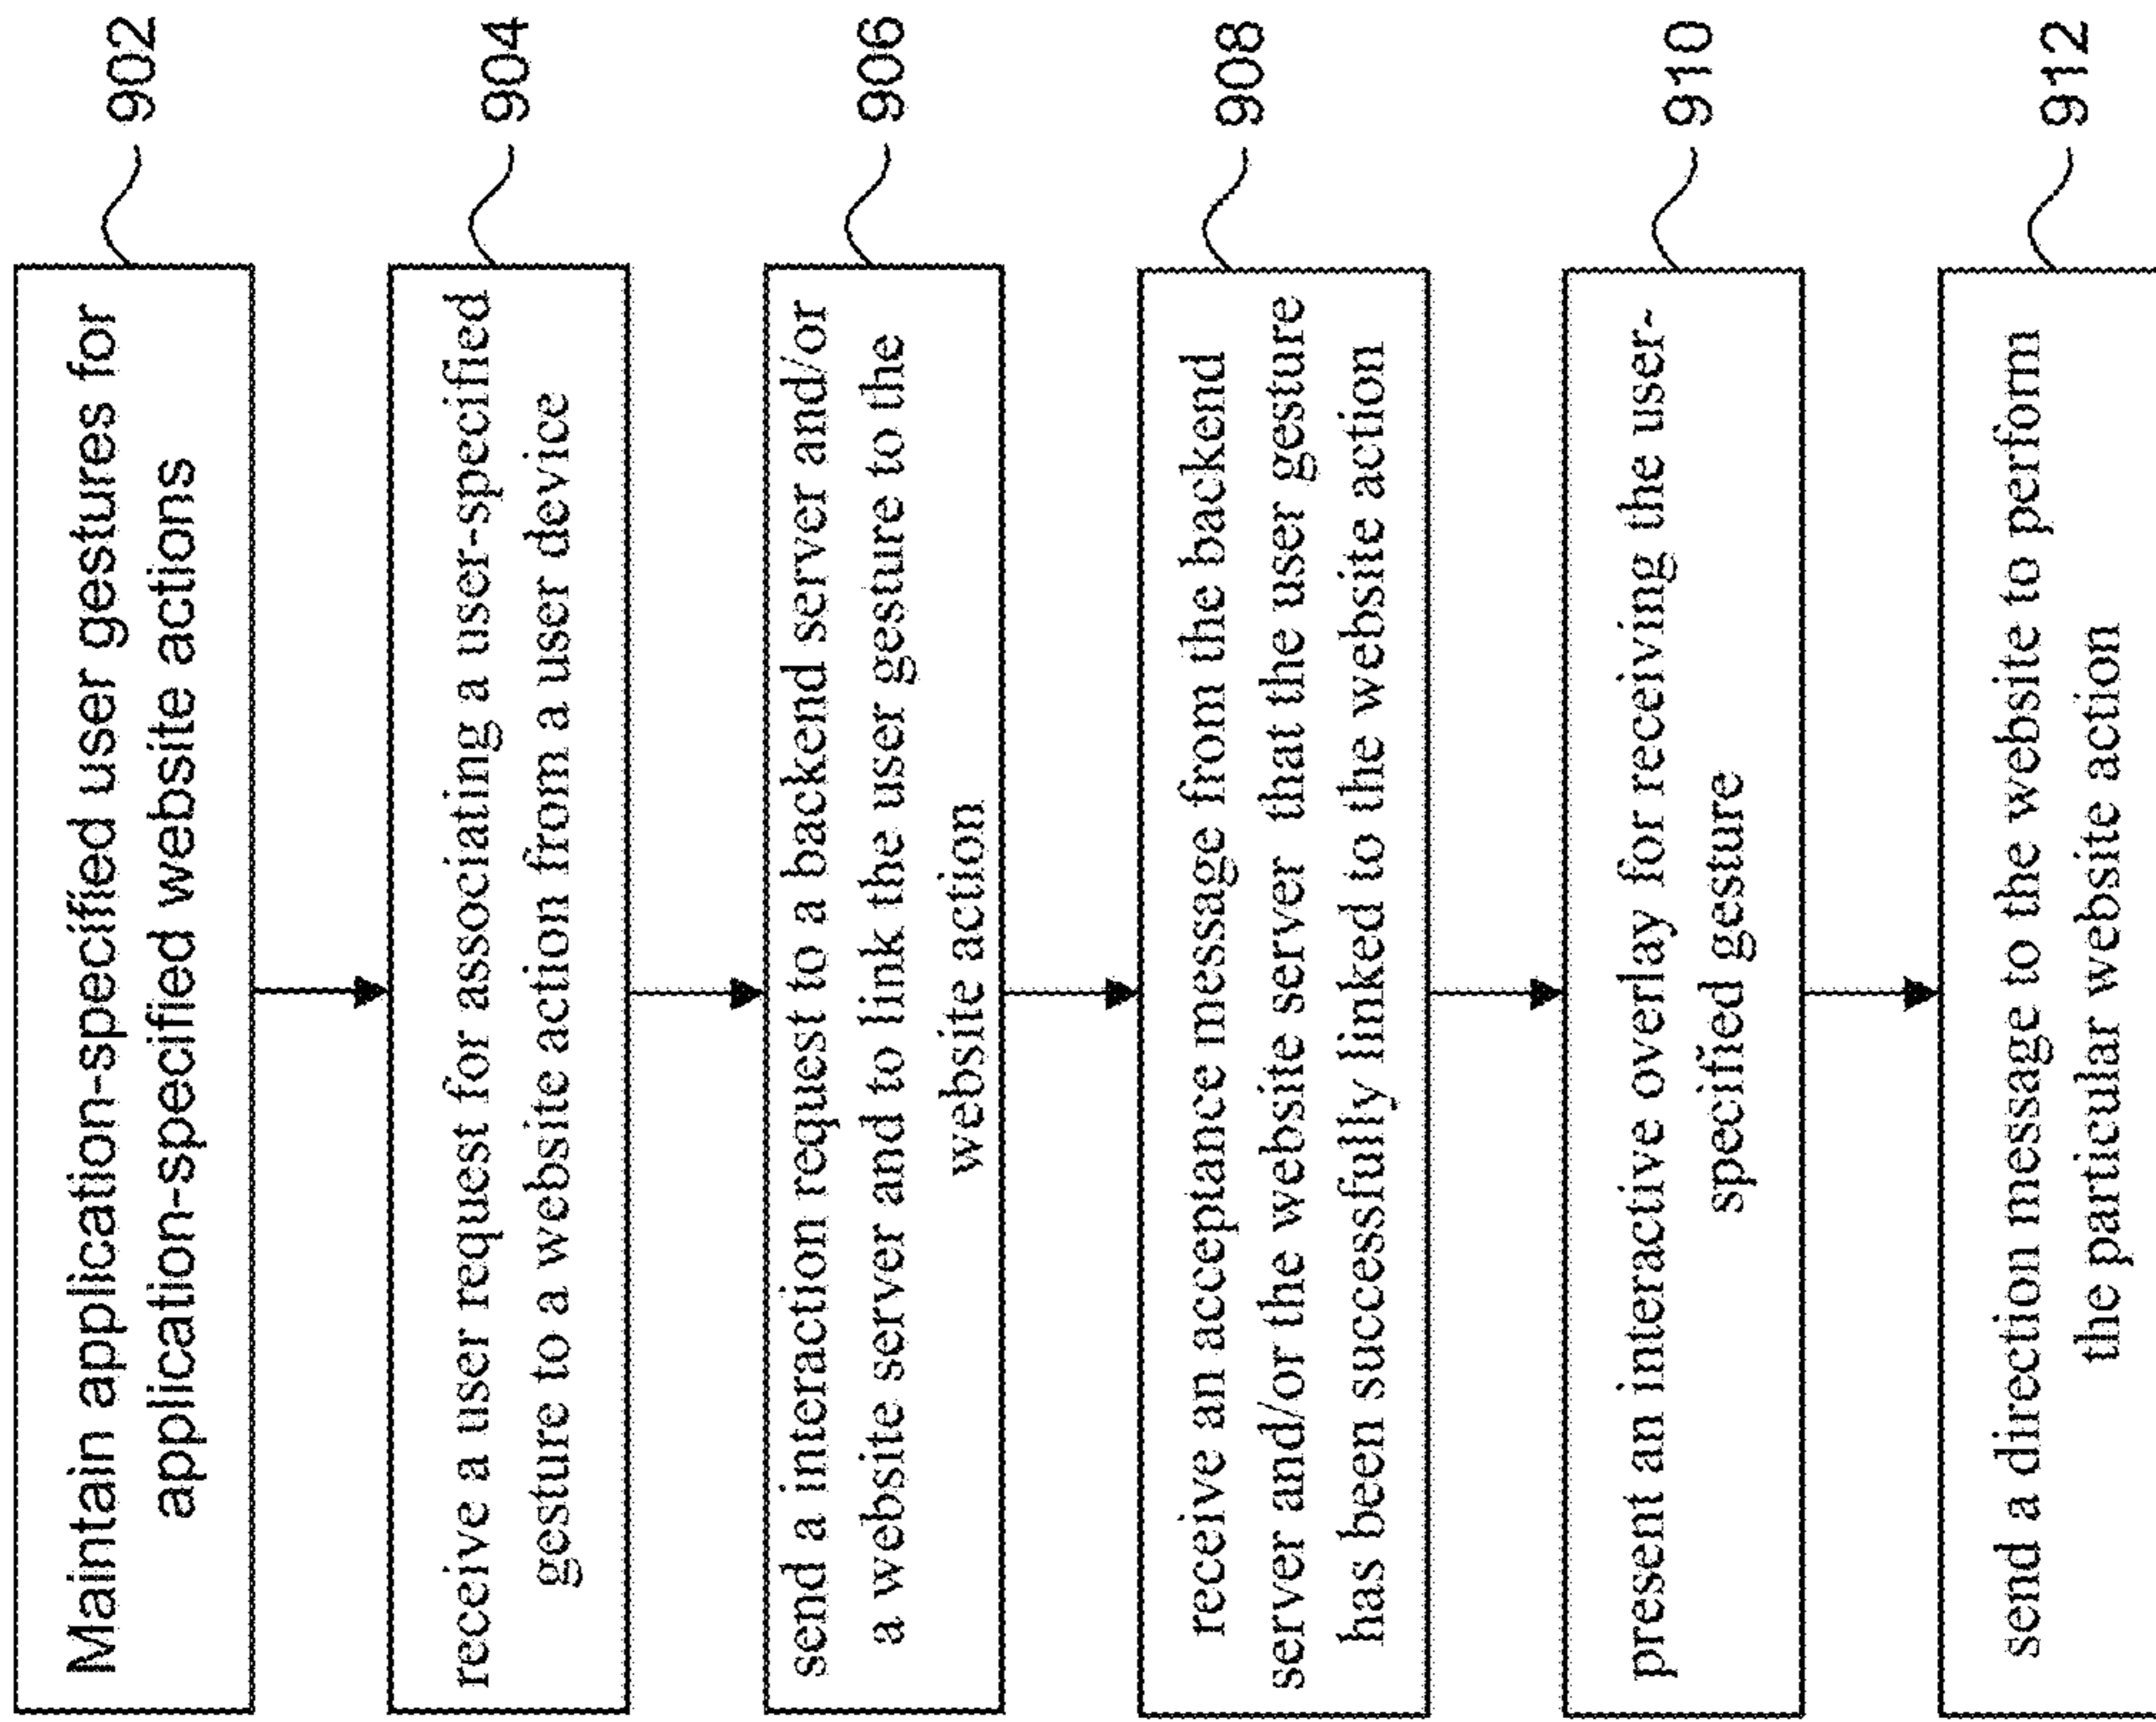 Maintain application-specified user gestures for
application-specified website actions
902
receive a user request for associating a user-specified
gesture to a website action from a user device
904
send a interaction request to a backend server and/or
a website server and to link the user gesture to the
website action
906
receive an acceptance message from the backend
server and/or the website server that the user gesture
has been successfully linked to the website action
908
present an interactive overlay for receiving the user-
specified gesture
910
send a direction message to the website to perform
the particular website action
912